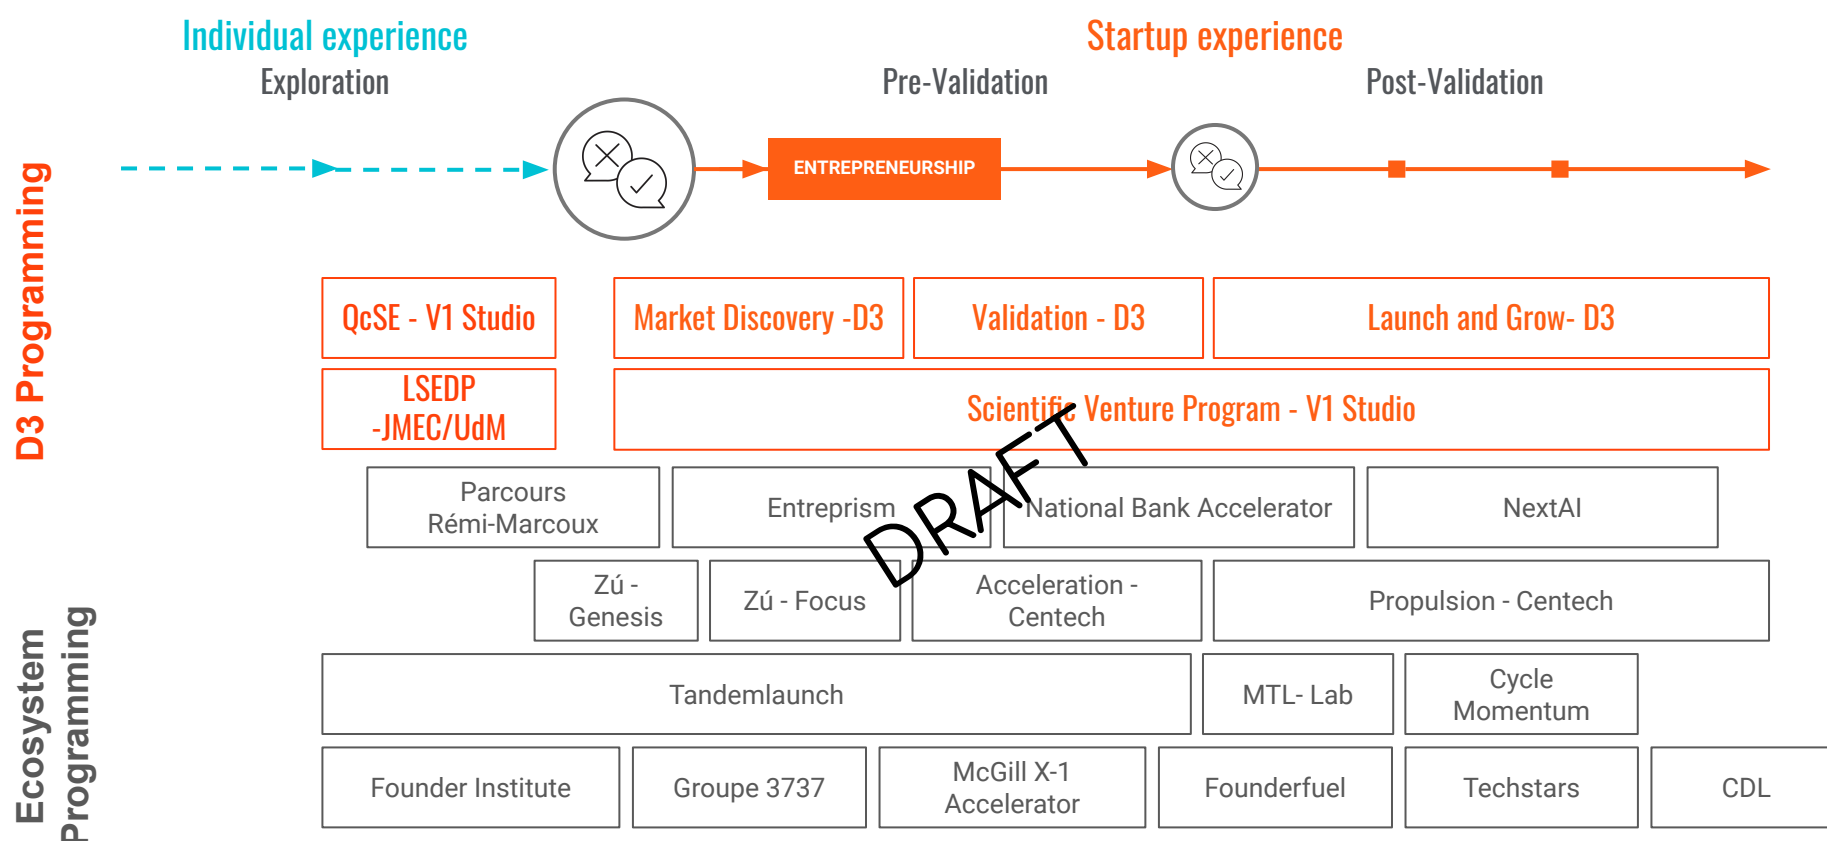 Individual experience
Startup experience
Exploration
Pre-Validation
Post-Validation
ENTREPRENEURSHIP
D3 Programming
QcSE - V1 Studio
Market Discovery -D3
Validation - D3
Launch and Grow- D3
LSEDP
-JMEC/UdM
Scientific Venture Program - V1 Studio
DRAFT
Parcours
Rémi-Marcoux
Entreprism
National Bank Accelerator
NextAI
Ecosystem
Programming
Zú -
Genesis
Zú - Focus
Acceleration -
Centech
Propulsion - Centech
Tandemlaunch
MTL- Lab
Cycle
Momentum
Founder Institute
Groupe 3737
McGill X-1
Accelerator
Founderfuel
Techstars
CDL